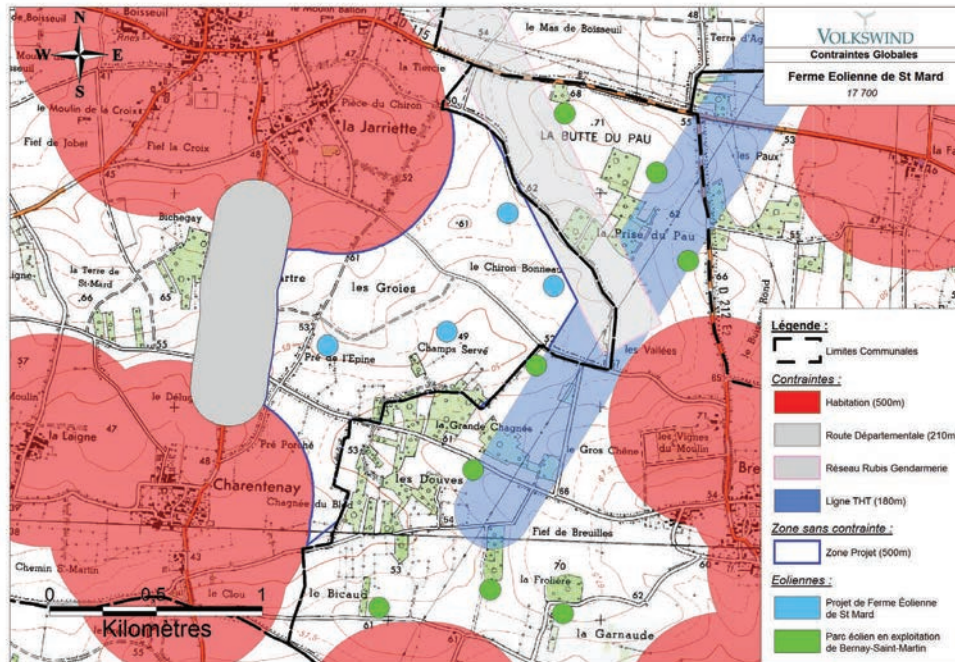 N
W E
S
VOLKSWIND
Contraintes Globales
Ferme Eolienne de St Mard
17 700
Boisseuil
le Moulin Ballon
115
le Mas de Boisseuil
la Tiercie
Pièce du Chiron
le Moulin de la Croix
Fief de Jobet
Fief la Croix
la Jarriette
LA BUTTE DU PAU
les Paux
Bichegay
la Prise du Pau
la Terre de
St-Mard
les Groies
le Chiron Bonneau
Champs Servé
Pré de l'Epine
les Vallées
la Grande Chagnée
le Gros Chêne
les Vignes
du Moulin
la Laigne
Pré Porché
Charentenay
les Douves
Fief de Breuilles
Chemin St-Martin
le Clou
le Bicaud
la Frolière
la Garnaude
0 0.5 1
Kilomètres
Légende :
Limites Communales
Contraintes :
Habitation (500m)
Route Départementale (210m
Réseau Rubis Gendarmerie
Ligne THT (180m)
Zone sans contrainte :
Zone Projet (500m)
Eoliennes :
Projet de Ferme Éolienne
de St Mard
Parc éolien en exploitation
de Bernay-Saint-Martin